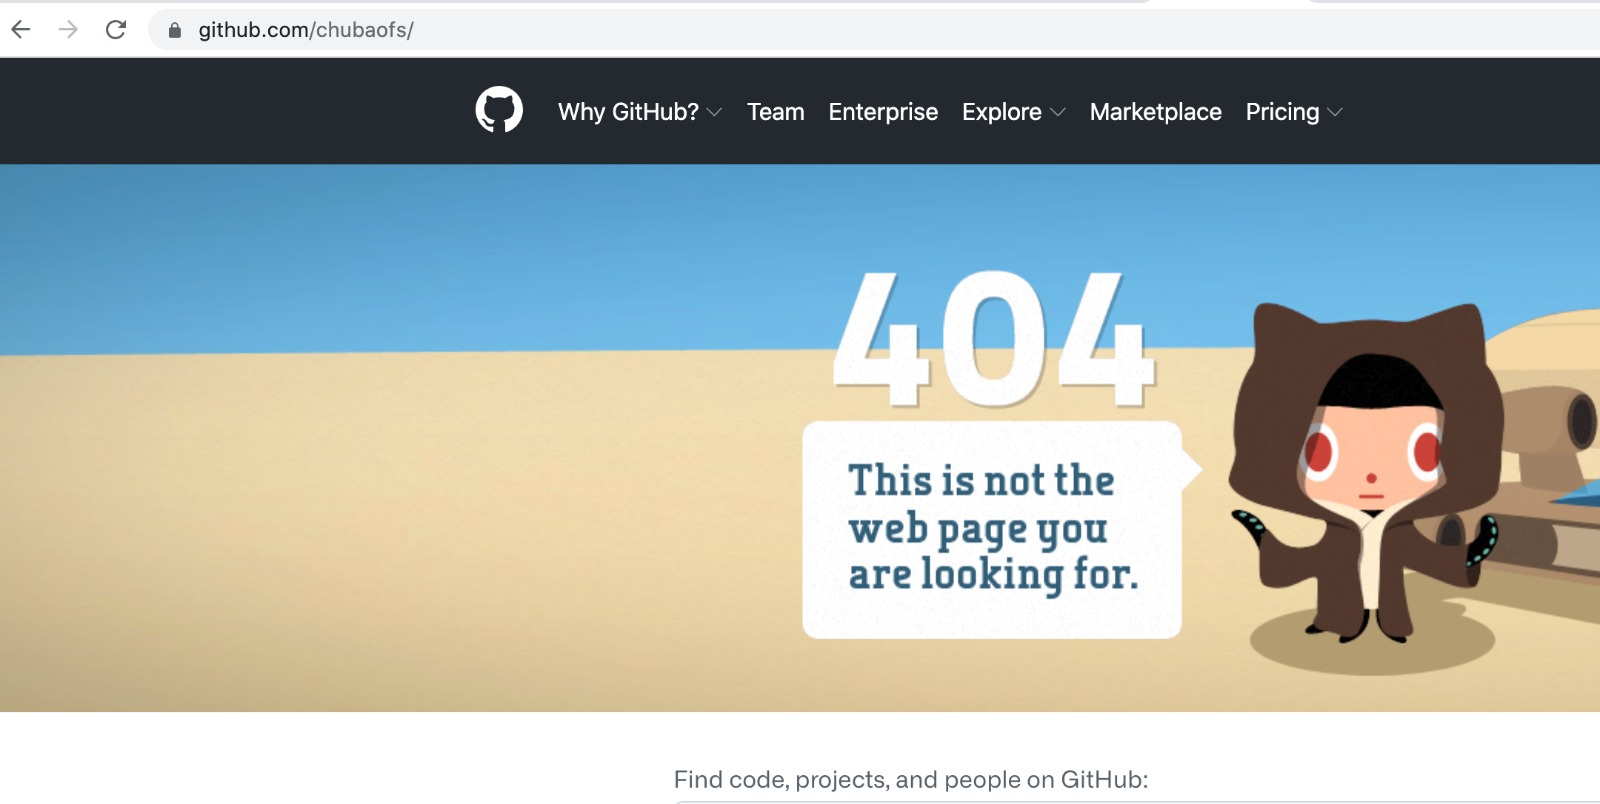 github.com/chubaofs/
Why GitHub? Team Enterprise Explore Marketplace Pricing
404
This is not the
web page you
are looking for.
Find code, projects, and people on GitHub: